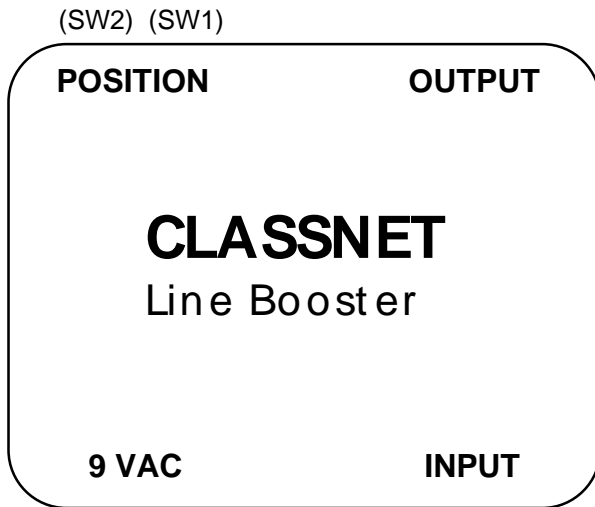 (SW2) (SW1)
POSITION OUTPUT
CLASSNET
Line Booster
9 VAC INPUT